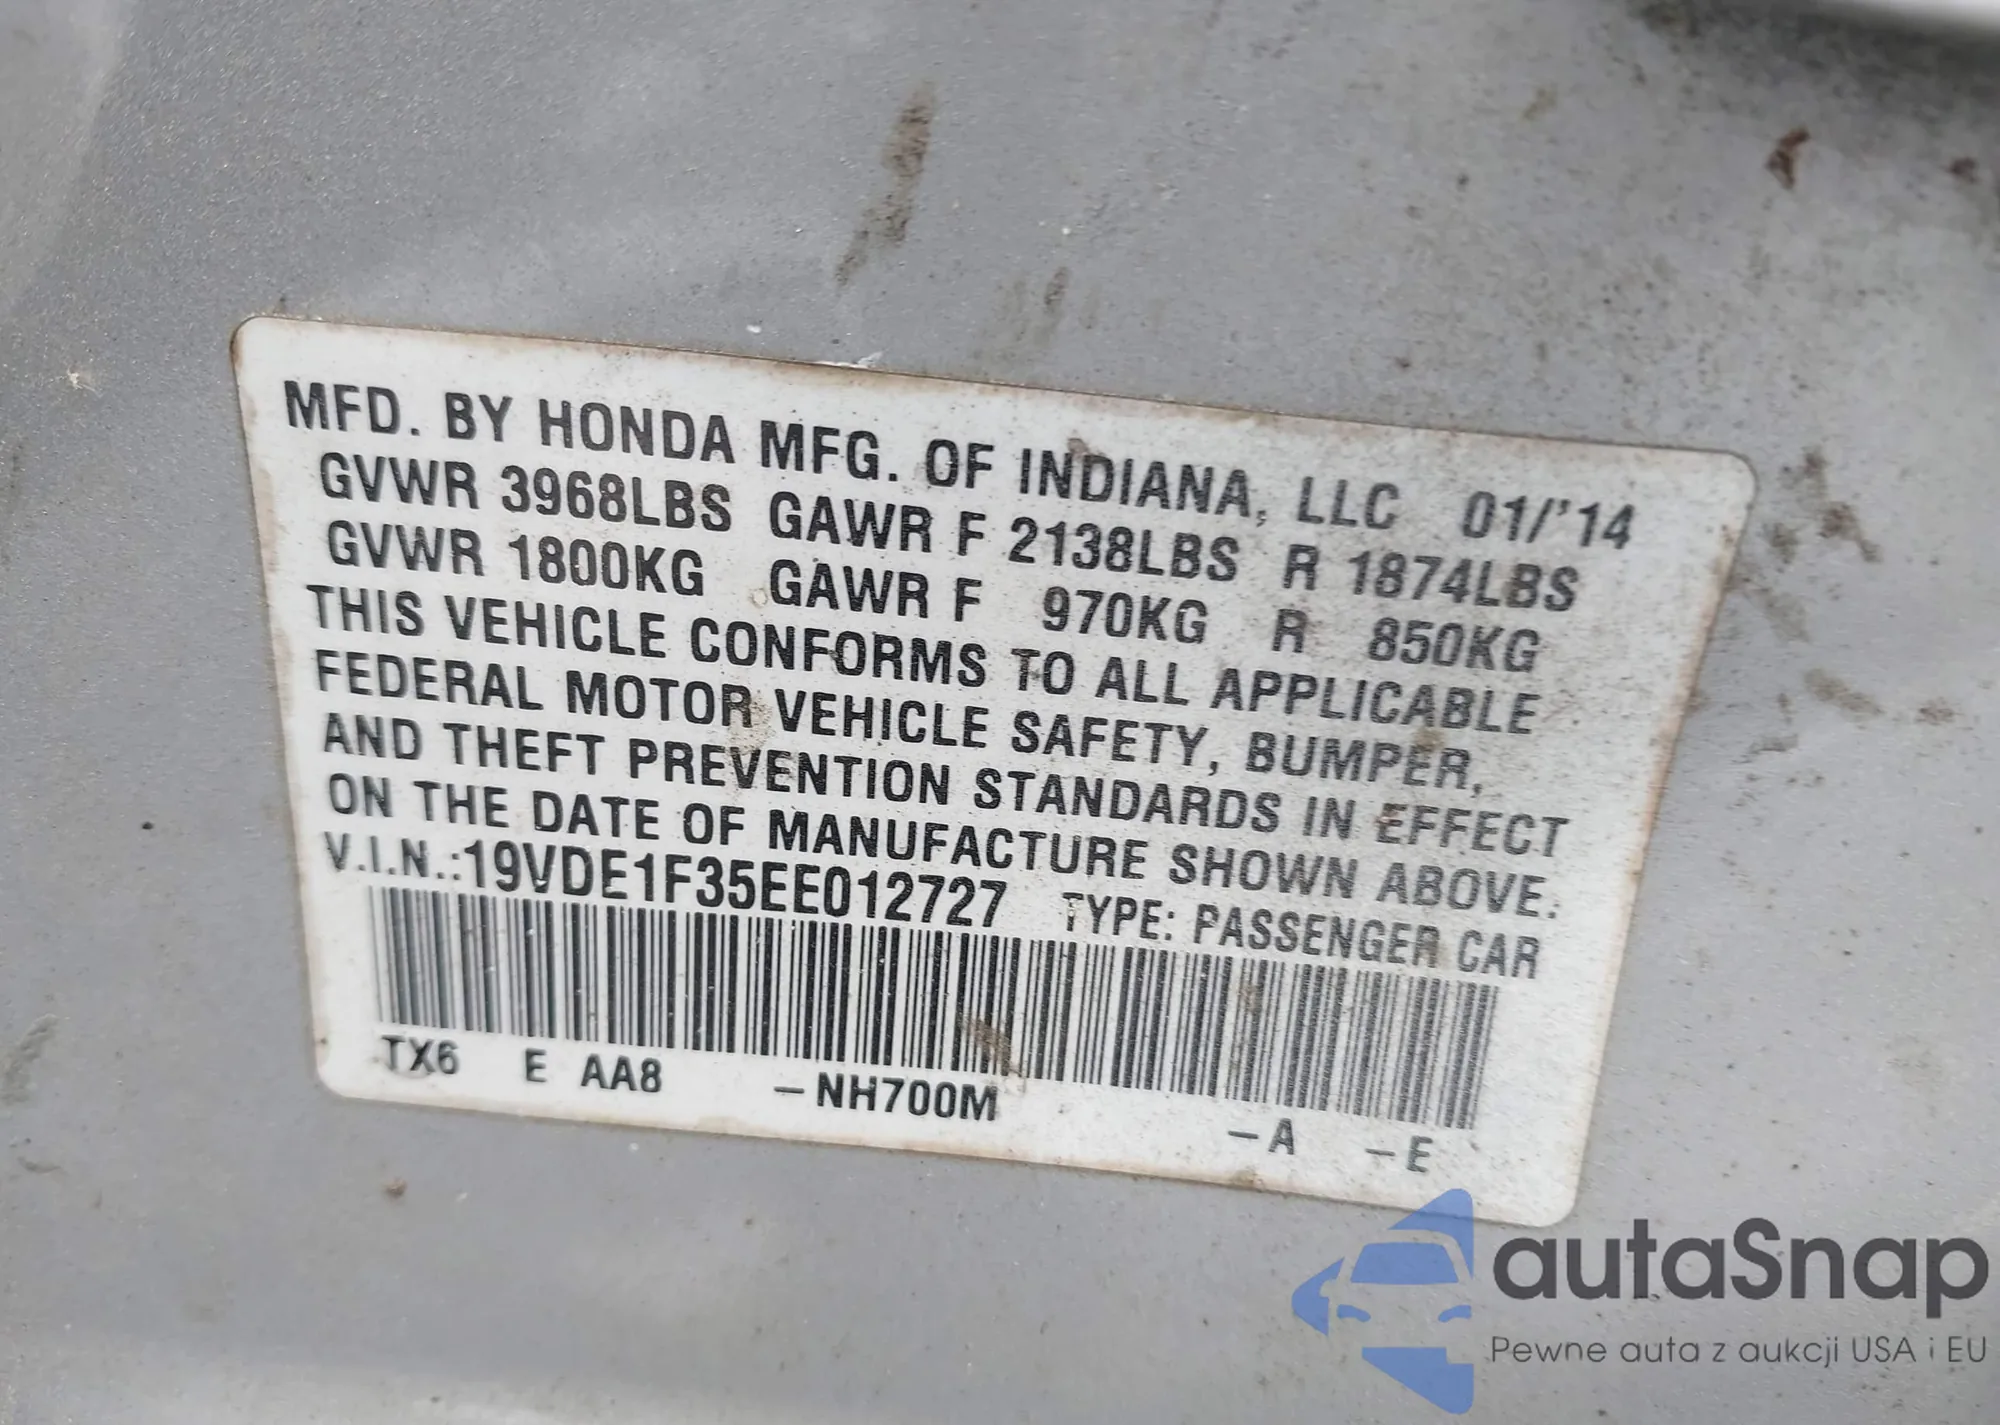 MFD. BY HONDA MFG. OF INDIANA, LLC 01/'14
GVWR 3968LBS GAWR F 2138LBS R 1874LBS
GVWR 1800KG GAWR F 970KG R 850KG
THIS VEHICLE CONFORMS TO ALL APPLICABLE
FEDERAL MOTOR VEHICLE SAFETY, BUMPER,
AND THEFT PREVENTION STANDARDS IN EFFECT
ON THE DATE OF MANUFACTURE SHOWN ABOVE.
V.I.N.:19VDE1F35EE012727 TYPE: PASSENGER CAR
TX6 E AA8 -NH700M -A -E
autaSnap
Pewne auta z aukcji USA i EU